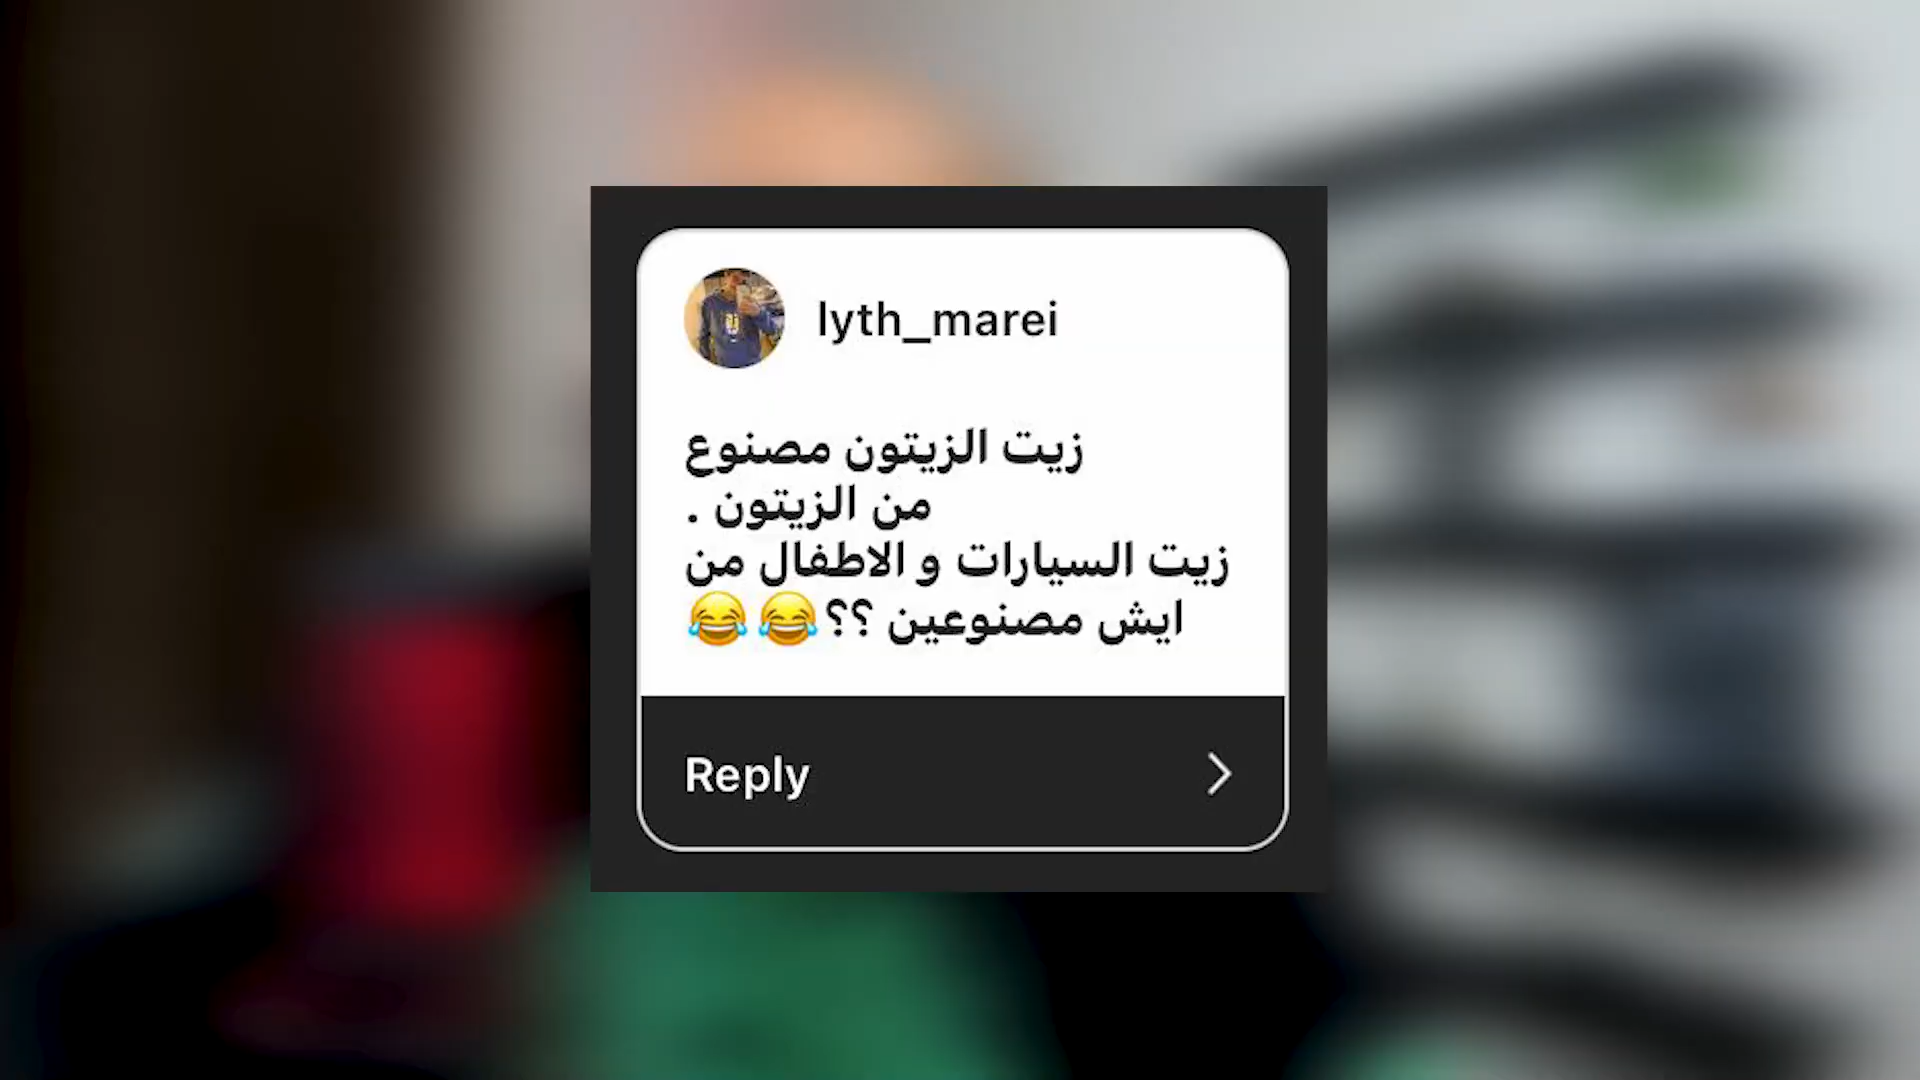 lyth_marei
زيت الزيتون مصنوع
من الزيتون .
زيت السيارات و الاطفال من
ايش مصنوعين ؟؟😂😂
Reply